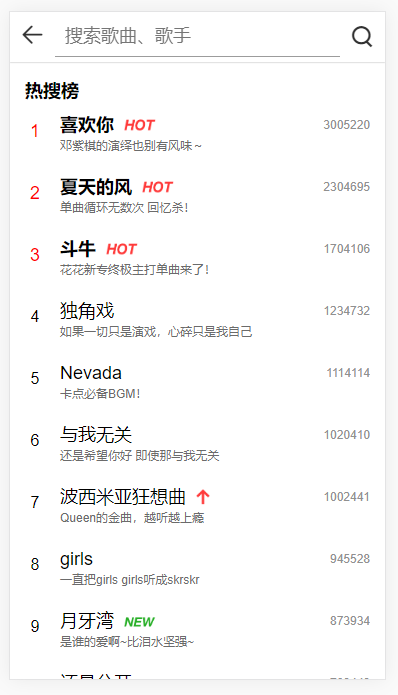 搜索歌曲、歌手
热搜榜
1 喜欢你 HOT 3005220
邓紫棋的演绎也别有风味～
2 夏天的风 HOT 2304695
单曲循环无数次 回忆杀！
3 斗牛 HOT 1704106
花花新专终极主打单曲来了！
4 独角戏 1234732
如果一切只是演戏，心碎只是我自己
5 Nevada 1114114
卡点必备BGM！
6 与我无关 1020410
还是希望你好 即使那与我无关
7 波西米亚狂想曲 1002441
Queen的金曲，越听越上瘾
8 girls 945528
一直把girls girls听成skrskr
9 月牙湾 NEW 873934
是谁的爱啊~比泪水坚强~